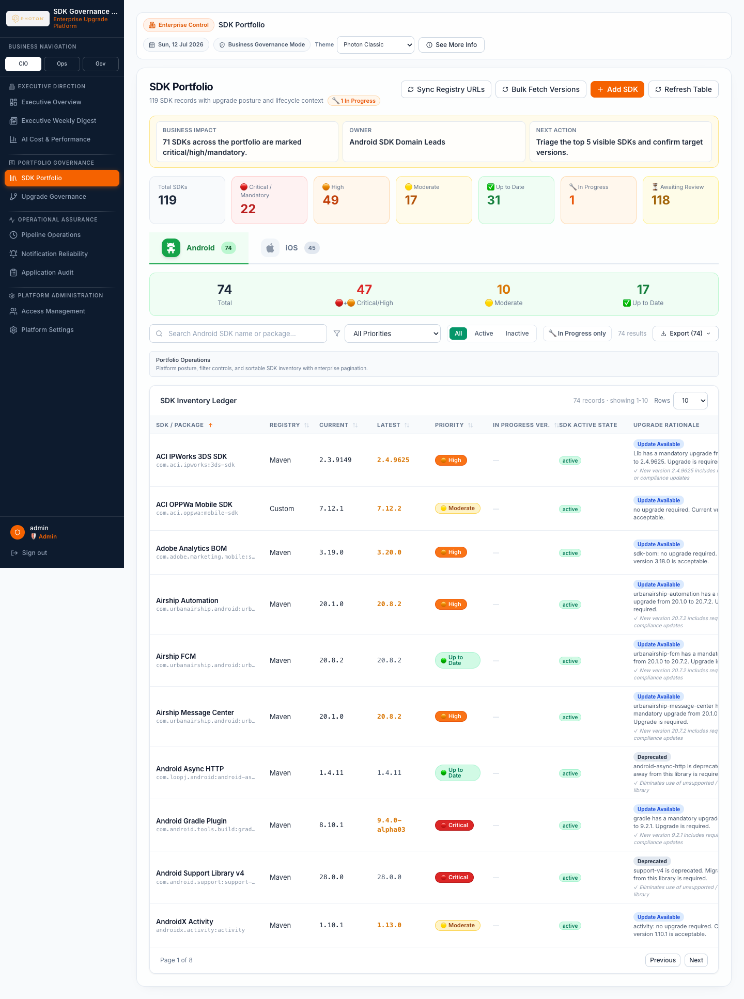 PHOTON
SDK Governance ...
Enterprise Upgrade
Platform
BUSINESS NAVIGATION
CIO
Ops
Gov
EXECUTIVE DIRECTION
Executive Overview
Executive Weekly Digest
AI Cost & Performance
PORTFOLIO GOVERNANCE
SDK Portfolio
Upgrade Governance
OPERATIONAL ASSURANCE
Pipeline Operations
Notification Reliability
Application Audit
PLATFORM ADMINISTRATION
Access Management
Platform Settings
admin
Admin
Sign out
Enterprise Control
SDK Portfolio
Sun, 12 Jul 2026
Business Governance Mode
Theme
Photon Classic
See More Info
SDK Portfolio
119 SDK records with upgrade posture and lifecycle context
1 In Progress
Sync Registry URLs
Bulk Fetch Versions
Add SDK
Refresh Table
BUSINESS IMPACT
71 SDKs across the portfolio are marked
critical/high/mandatory.
OWNER
Android SDK Domain Leads
NEXT ACTION
Triage the top 5 visible SDKs and confirm target
versions.
Total SDKs
119
Critical /
Mandatory
22
High
49
Moderate
17
Up to Date
31
In Progress
1
Awaiting Review
118
Android
74
iOS
45
74
Total
47
+ Critical/High
10
Moderate
17
Up to Date
Search Android SDK name or package...
All Priorities
All
Active
Inactive
In Progress only
74 results
Export (74)
Portfolio Operations
Platform posture, filter controls, and sortable SDK inventory with enterprise pagination.
SDK Inventory Ledger
74 records · showing 1-10
Rows
10
SDK / PACKAGE
REGISTRY
CURRENT
LATEST
PRIORITY
IN PROGRESS VER.
SDK ACTIVE STATE
UPGRADE RATIONALE
ACI IPWorks 3DS SDK
com.aci.ipworks:3ds-sdk
Maven
2.3.9149
2.4.9625
High
—
active
Update Available
Lib has a mandatory upgrade fr
to 2.4.9625. Upgrade is require
✓ New version 2.4.9625 includes r
or compliance updates
ACI OPPWa Mobile SDK
com.aci.oppwa:mobile-sdk
Custom
7.12.1
7.12.2
Moderate
—
active
Update Available
no upgrade required. Current ve
acceptable.
Adobe Analytics BOM
com.adobe.marketing.mobile:s…
Maven
3.19.0
3.20.0
High
—
active
Update Available
sdk-bom: no upgrade required.
version 3.18.0 is acceptable.
Airship Automation
com.urbanairship.android:urb…
Maven
20.1.0
20.8.2
High
—
active
Update Available
urbanairship-automation has a r
upgrade from 20.1.0 to 20.7.2. U
required.
✓ New version 20.7.2 includes req
compliance updates
Airship FCM
com.urbanairship.android:urb…
Maven
20.8.2
20.8.2
Up to
Date
—
active
Update Available
urbanairship-fcm has a mandat
from 20.1.0 to 20.7.2. Upgrade is
✓ New version 20.7.2 includes req
compliance updates
Airship Message Center
com.urbanairship.android:urb…
Maven
20.1.0
20.8.2
High
—
active
Update Available
urbanairship-message-center h
mandatory upgrade from 20.1.0
Upgrade is required.
✓ New version 20.7.2 includes req
compliance updates
Android Async HTTP
com.loopj.android:android-as…
Maven
1.4.11
1.4.11
Up to
Date
—
active
Deprecated
android-async-http is deprecate
away from this library is require
✓ Eliminates use of unsupported /
library
Android Gradle Plugin
com.android.tools.build:grad…
Maven
8.10.1
9.4.0-
alpha03
Critical
—
active
Update Available
gradle has a mandatory upgrade
to 9.2.1. Upgrade is required.
✓ New version 9.2.1 includes requi
compliance updates
Android Support Library v4
com.android.support:support-…
Maven
28.0.0
28.0.0
Critical
—
active
Deprecated
support-v4 is deprecated. Migra
from this library is required.
✓ Eliminates use of unsupported /
library
AndroidX Activity
androidx.activity:activity
Maven
1.10.1
1.13.0
Moderate
—
active
Update Available
activity: no upgrade required. C
version 1.10.1 is acceptable.
Page 1 of 8
Previous
Next